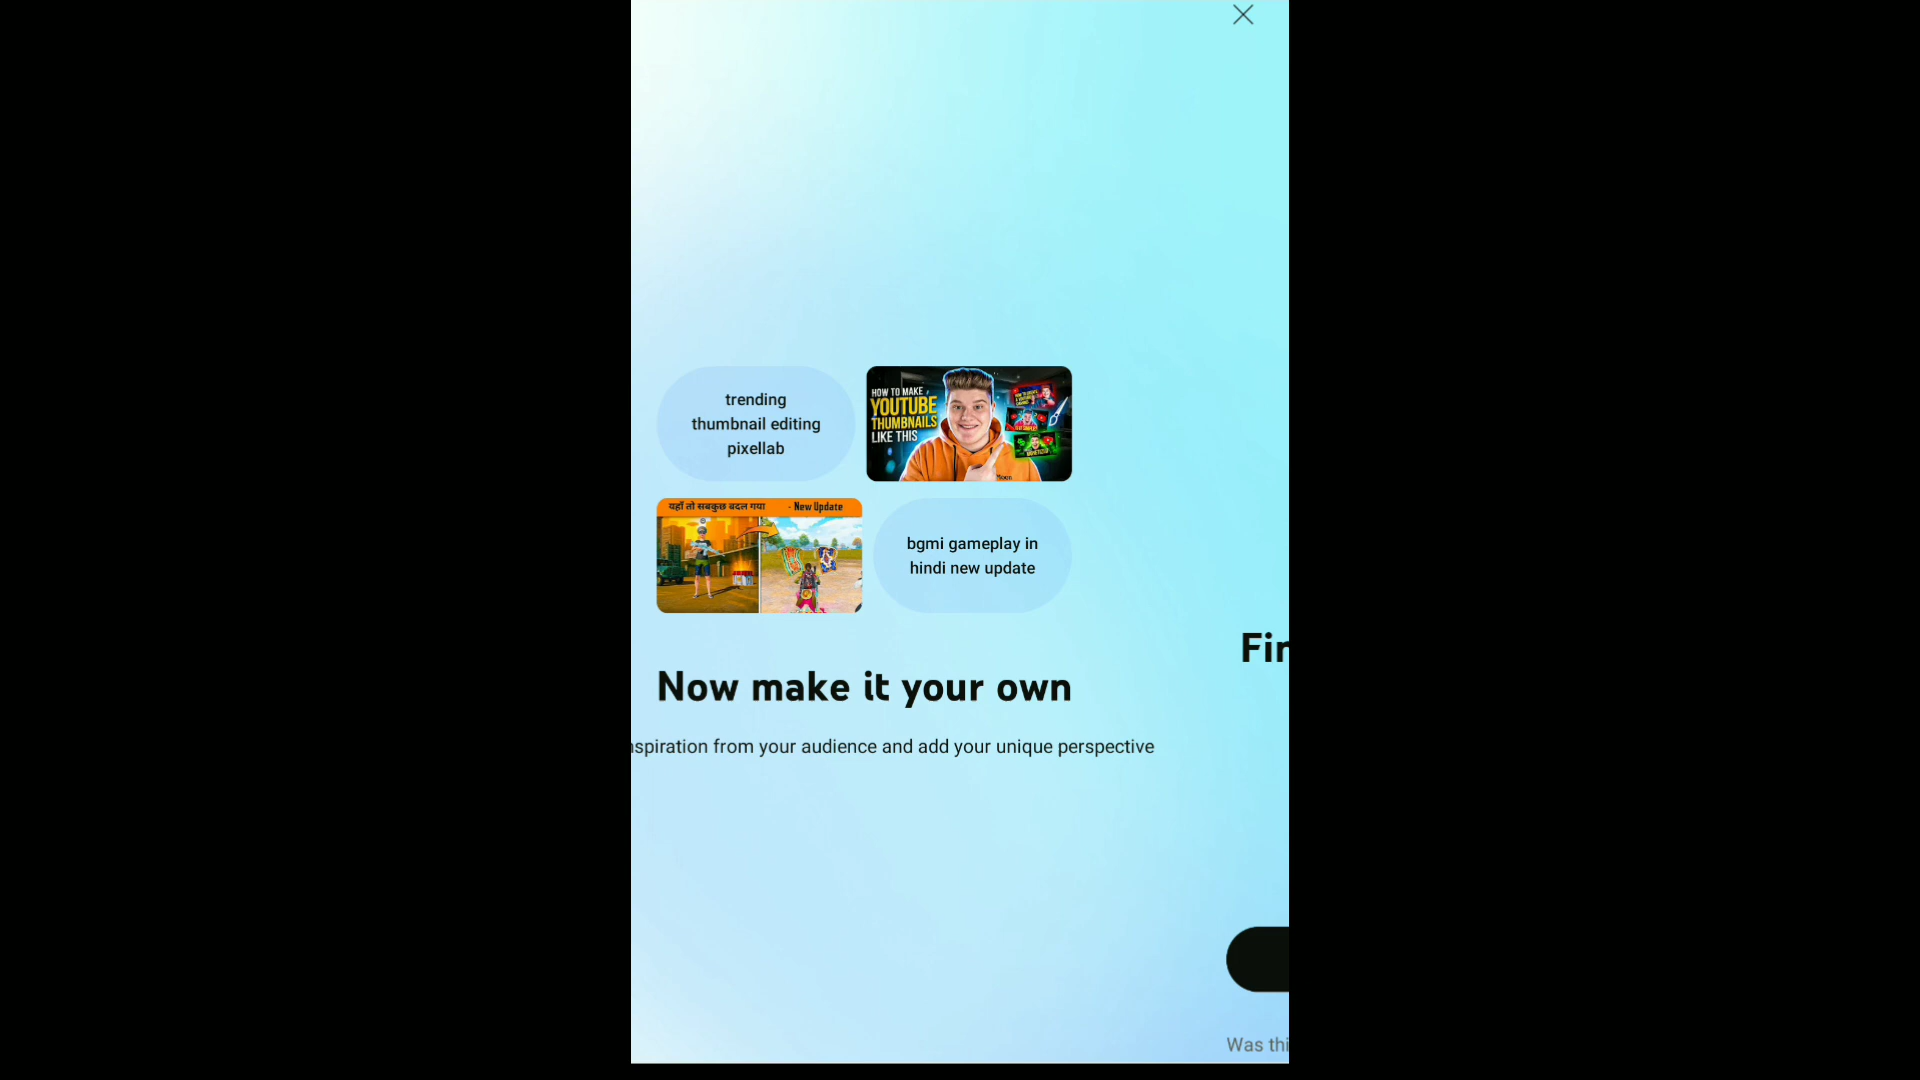 trending
thumbnail editing
pixellab
HOW TO MAKE
YOUTUBE
THUMBNAILS
LIKE THIS
यहाँ तो सबकुछ बदल गया - New Update
bgmi gameplay in
hindi new update
Fin
Now make it your own
nspiration from your audience and add your unique perspective
Was thi